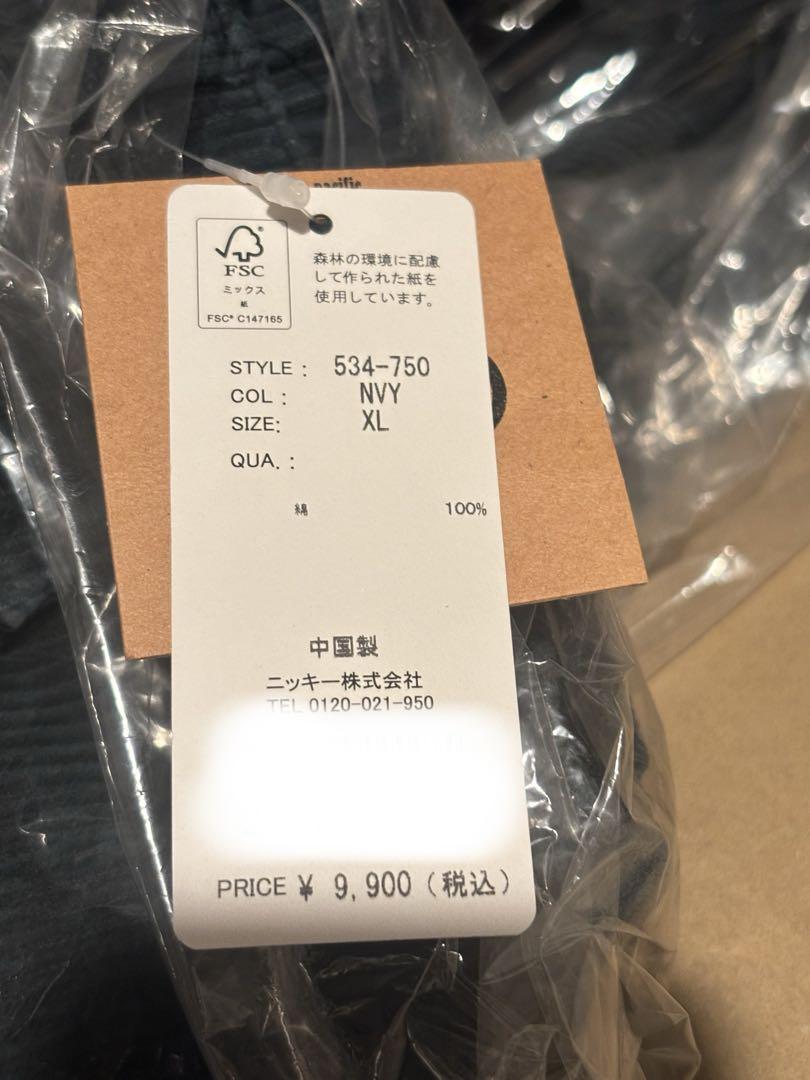 pacific
FSC®
ミックス
紙
FSC® C147165
森林の環境に配慮
して作られた紙を
使用しています。
STYLE : 534-750
COL : NVY
SIZE: XL
QUA. :
綿 100%
中国製
ニッキー株式会社
TEL 0120-021-950
PRICE ¥ 9,900（税込）